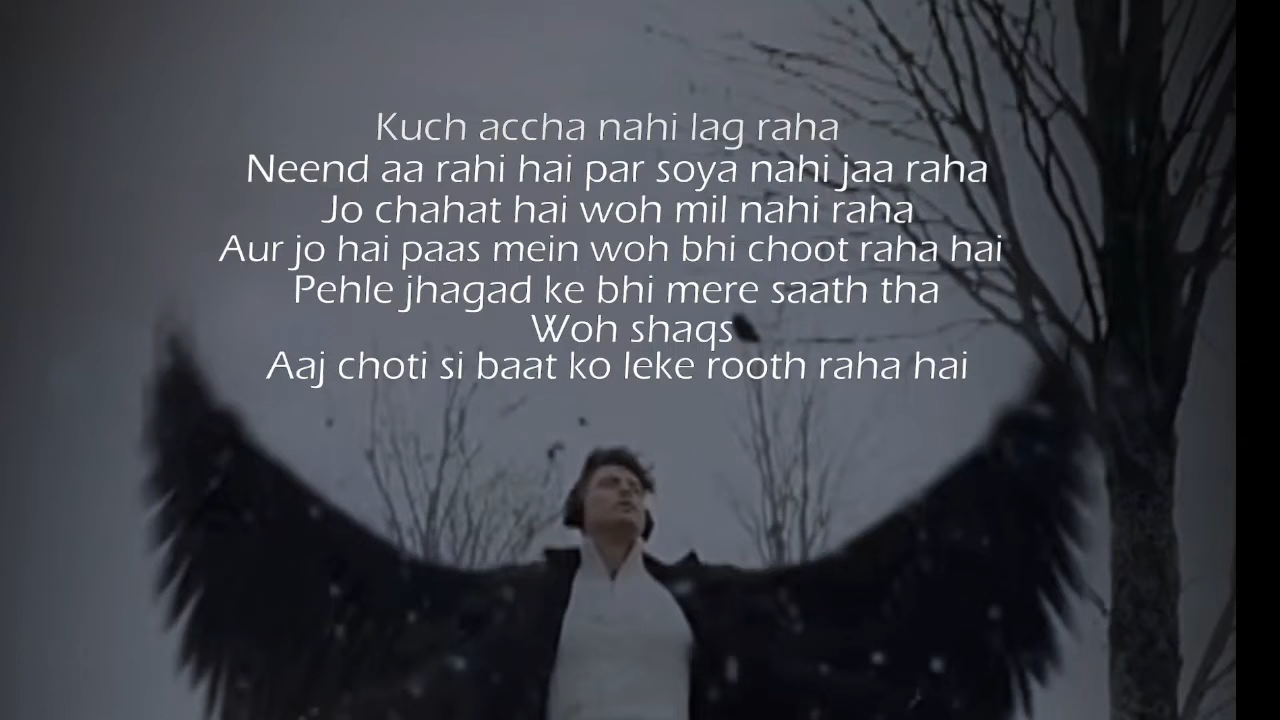 Kuch accha nahi lag raha
Neend aa rahi hai par soya nahi jaa raha
Jo chahat hai woh mil nahi raha
Aur jo hai paas mein woh bhi choot raha hai
Pehle jhagad ke bhi mere saath tha
Woh shaqs
Aaj choti si baat ko leke rooth raha hai